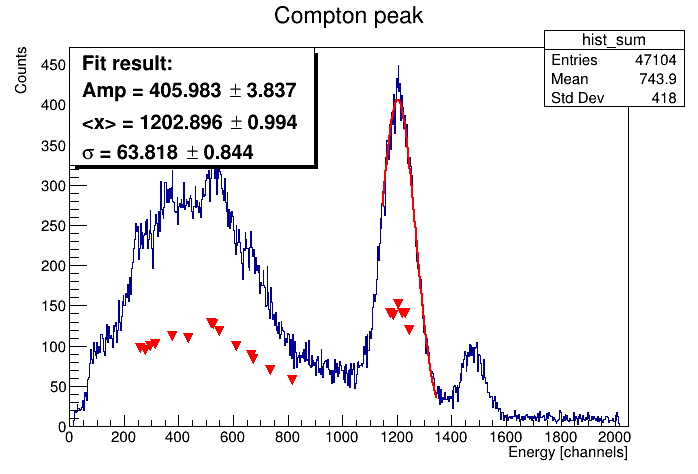 Compton peak
hist_sum
Entries 47104
Mean 743.9
Std Dev 418
Fit result:
Amp = 405.983 ± 3.837
<x> = 1202.896 ± 0.994
σ = 63.818 ± 0.844
Counts
450
400
350
300
250
200
150
100
50
0
0 200 400 600 800 1000 1200 1400 1600 1800 2000
Energy [channels]